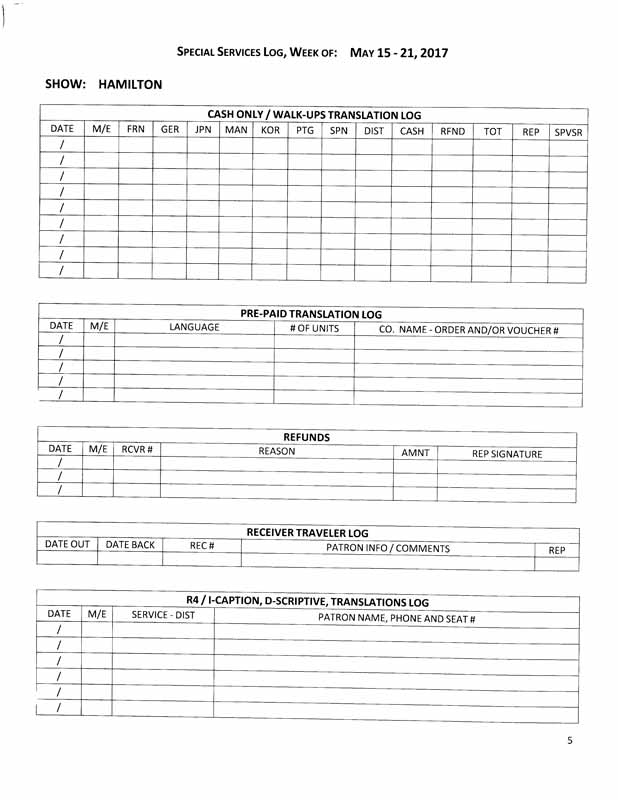 SPECIAL SERVICES LOG, WEEK OF: MAY 15 - 21, 2017
SHOW: HAMILTON
CASH ONLY / WALK-UPS TRANSLATION LOG
DATE M/E FRN GER JPN MAN KOR PTG SPN DIST CASH RFND TOT REP SPVSR
/
/
/
/
/
/
/
/
/
PRE-PAID TRANSLATION LOG
DATE M/E LANGUAGE # OF UNITS CO. NAME - ORDER AND/OR VOUCHER #
/
/
/
/
/
REFUNDS
DATE M/E RCVR # REASON AMNT REP SIGNATURE
/
/
/
RECEIVER TRAVELER LOG
DATE OUT DATE BACK REC # PATRON INFO / COMMENTS REP
R4 / I-CAPTION, D-SCRIPTIVE, TRANSLATIONS LOG
DATE M/E SERVICE - DIST PATRON NAME, PHONE AND SEAT #
/
/
/
/
/
/
5